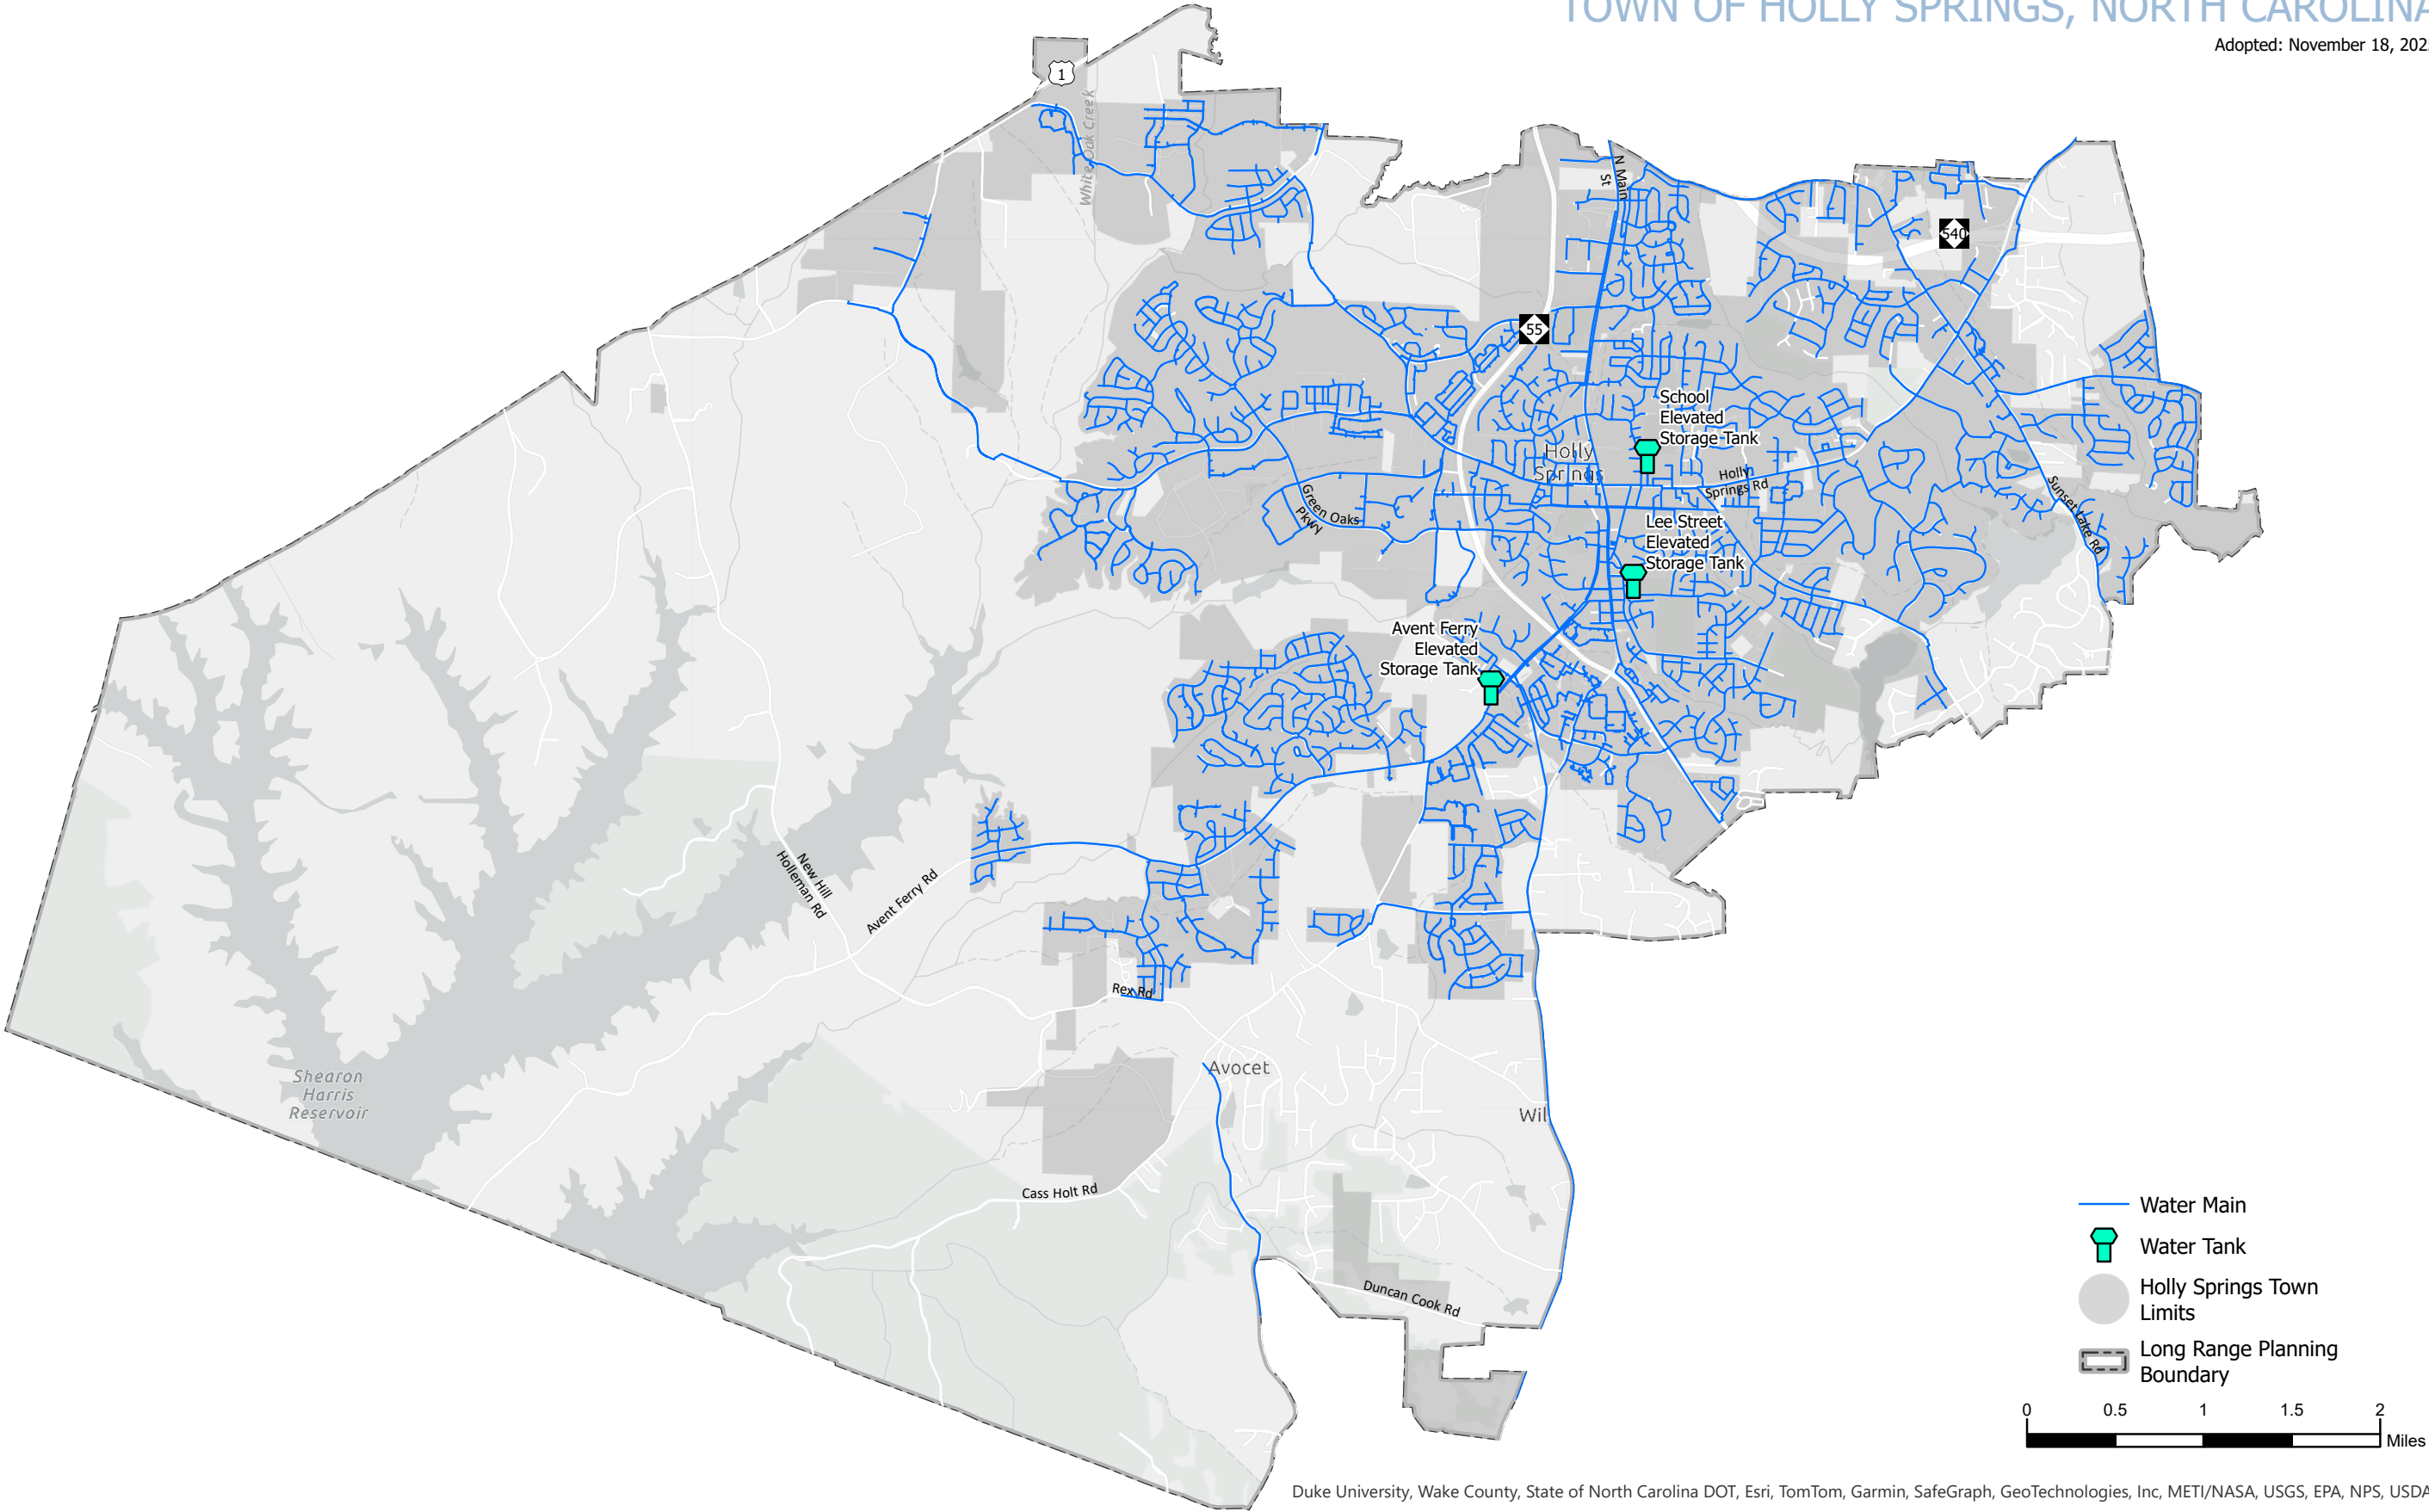 TOWN OF HOLLY SPRINGS, NORTH CAROLINA
Adopted: November 18, 202
1
White Oak Creek
N Main
St
540
55
School
Elevated
Storage Tank
Holly
Springs
Holly
Springs Rd
Green Oaks
Pkwy
Sunset Lake Rd
Lee Street
Elevated
Storage Tank
Avent Ferry
Elevated
Storage Tank
New Hill
Holleman Rd
Avent Ferry Rd
Rex Rd
Avocet
Shearon
Harris
Reservoir
Wil
Cass Holt Rd
Duncan Cook Rd
Water Main
Water Tank
Holly Springs Town
Limits
Long Range Planning
Boundary
0 0.5 1 1.5 2
Miles
Duke University, Wake County, State of North Carolina DOT, Esri, TomTom, Garmin, SafeGraph, GeoTechnologies, Inc, METI/NASA, USGS, EPA, NPS, USDA